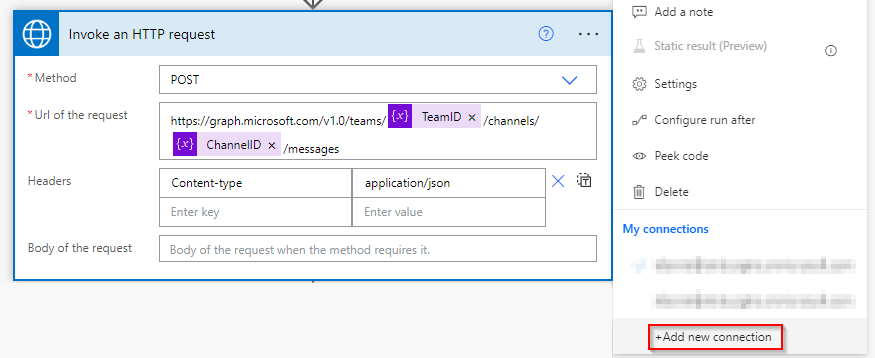 Invoke an HTTP request
* Method
POST
* Url of the request
https://graph.microsoft.com/v1.0/teams/ {x} TeamID × /channels/
{x} ChannelID × /messages
Headers
Content-type application/json
Enter key Enter value
Body of the request
Body of the request when the method requires it.
Add a note
Static result (Preview)
Settings
Configure run after
Peek code
Delete
My connections
+Add new connection